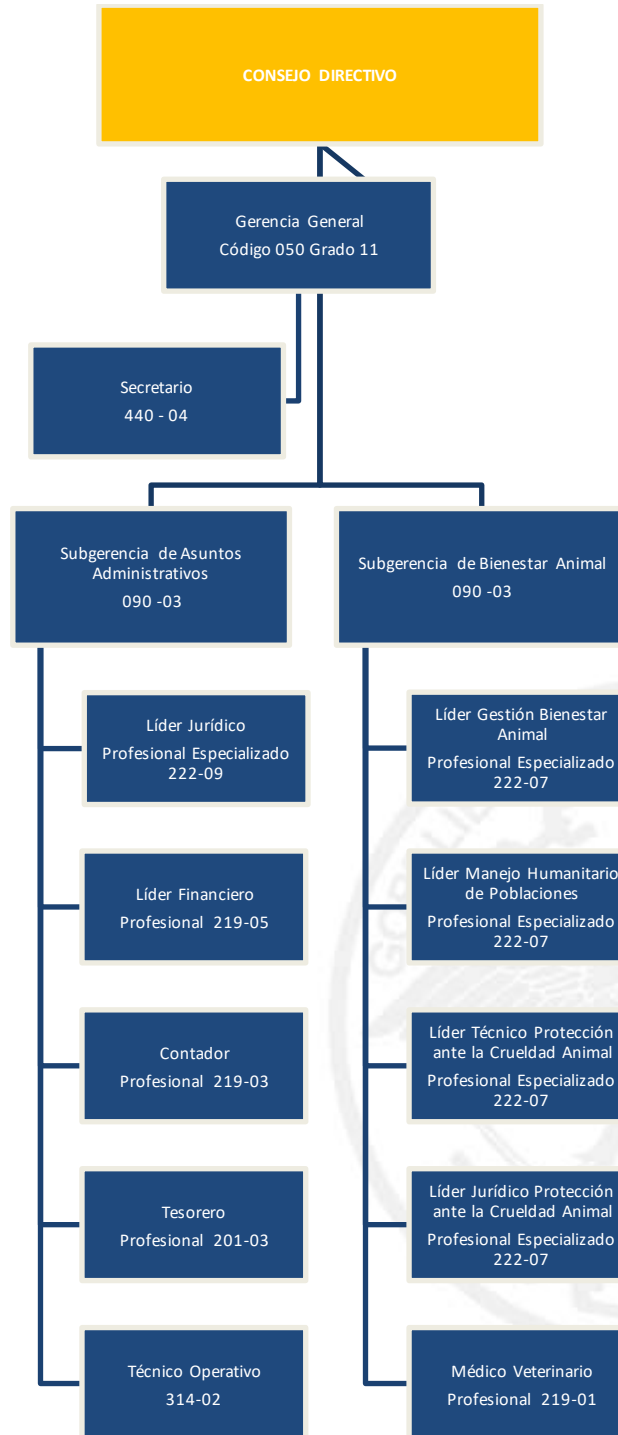 CONSEJO DIRECTIVO
Gerencia General
Código 050 Grado 11
Secretario
440 - 04
Subgerencia de Asuntos
Administrativos
090 -03
Subgerencia de Bienestar Animal
090 -03
Líder Jurídico
Profesional Especializado
222-09
Líder Financiero
Profesional 219-05
Contador
Profesional 219-03
Tesorero
Profesional 201-03
Técnico Operativo
314-02
Líder Gestión Bienestar
Animal
Profesional Especializado
222-07
Líder Manejo Humanitario
de Poblaciones
Profesional Especializado
222-07
Líder Técnico Protección
ante la Crueldad Animal
Profesional Especializado
222-07
Líder Jurídico Protección
ante la Crueldad Animal
Profesional Especializado
222-07
Médico Veterinario
Profesional 219-01